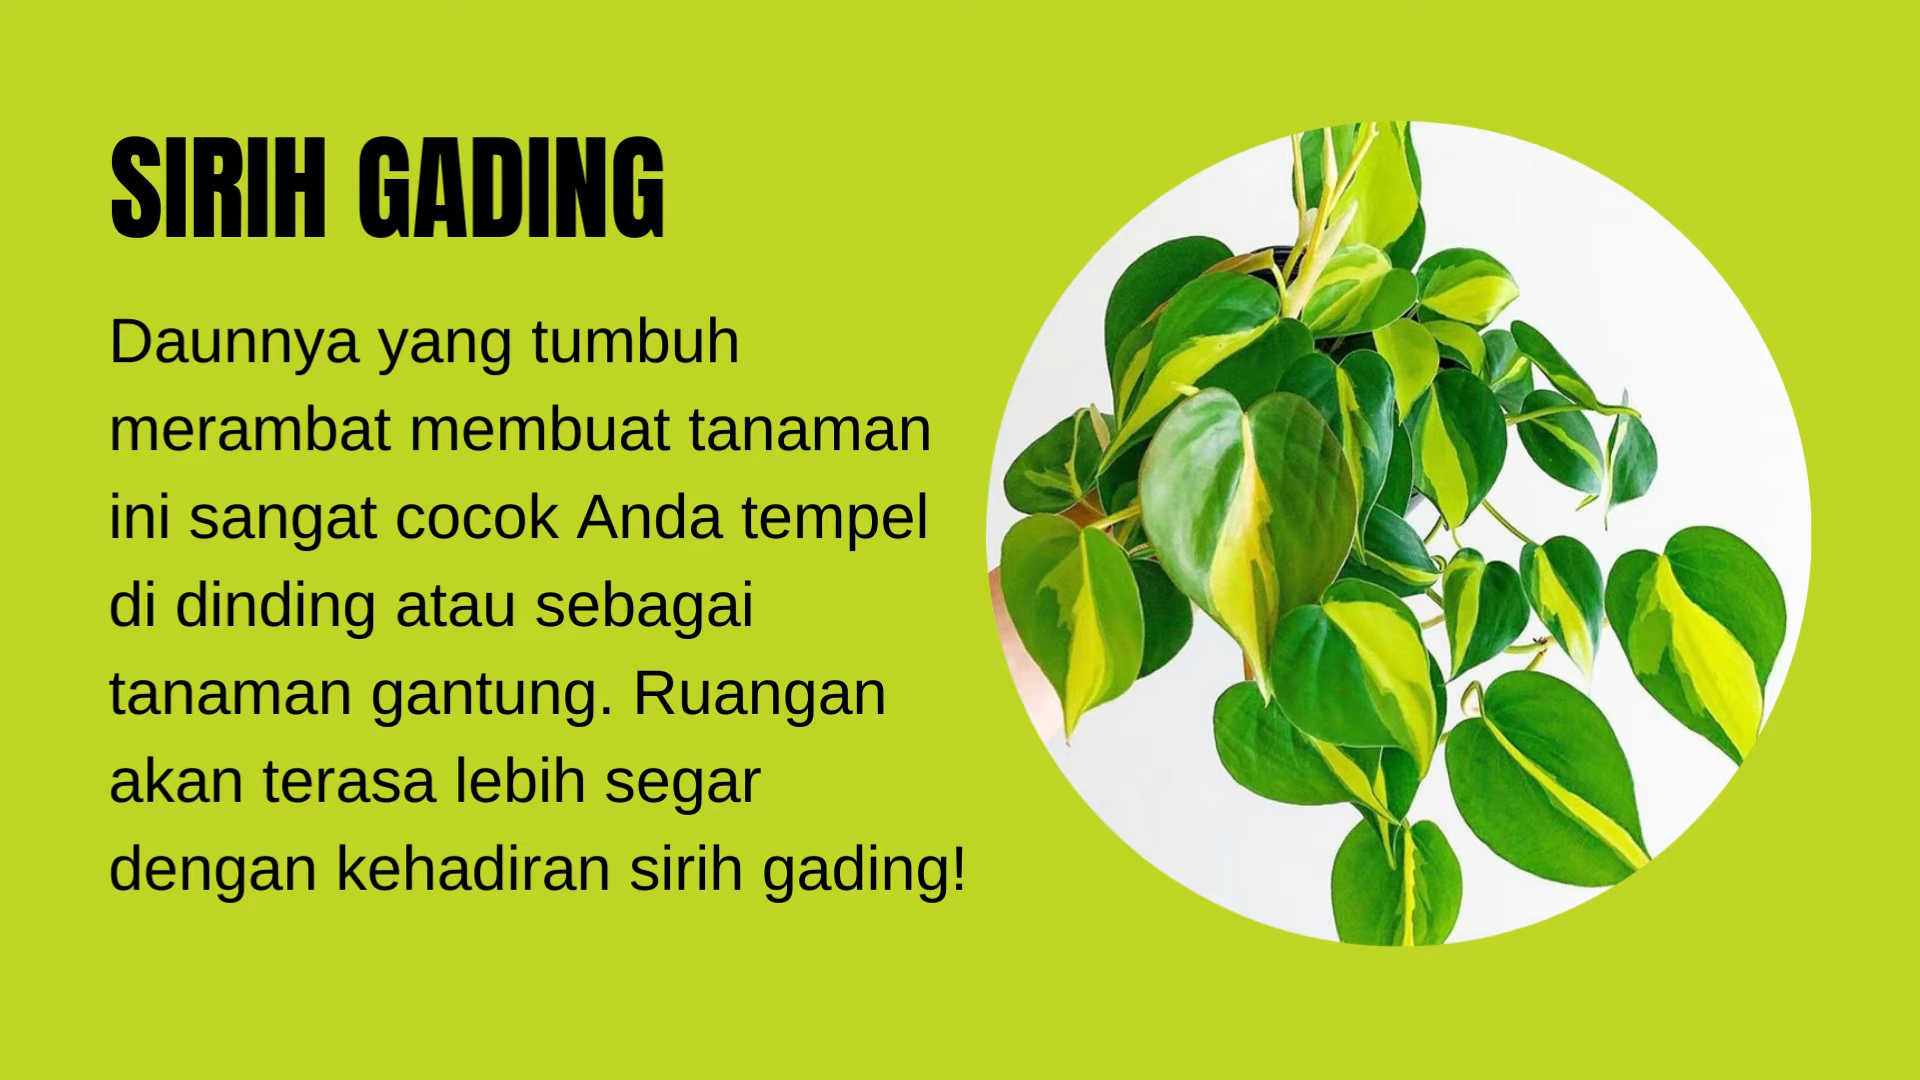 SIRIH GADING
Daunnya yang tumbuh
merambat membuat tanaman
ini sangat cocok Anda tempel
di dinding atau sebagai
tanaman gantung. Ruangan
akan terasa lebih segar
dengan kehadiran sirih gading!